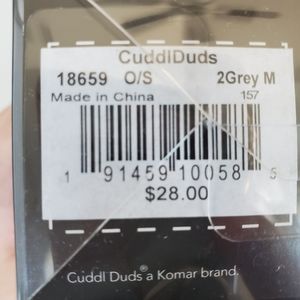 CuddlDuds
18659 O/S 2Grey M
Made in China 157
1 91459 10058 5
$28.00
Cuddl Duds® a Komar brand.